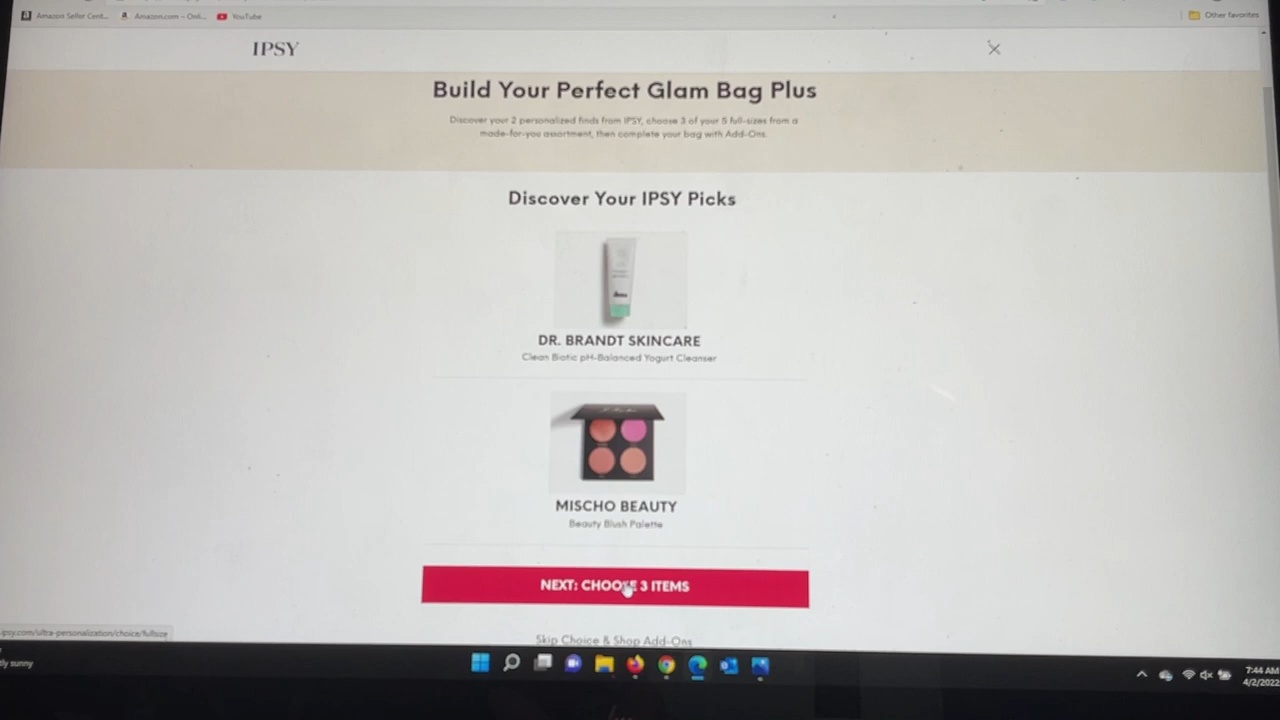 Amazon Seller Cent...
Amazon.com – Onli...
YouTube
Other favorites
IPSY
Build Your Perfect Glam Bag Plus
Discover your 2 personalized finds from IPSY, choose 3 of your 5 full-sizes from a
made-for-you assortment, then complete your bag with Add-Ons.
Discover Your IPSY Picks
DR. BRANDT SKINCARE
Clean Biotic pH-Balanced Yogurt Cleanser
MISCHO BEAUTY
Beauty Blush Palette
NEXT: CHOOSE 3 ITEMS
Skip Choice & Shop Add-Ons
ipsy.com/ultra-personalization/choice/fullsize
tly sunny
7:44 AM
4/2/2022